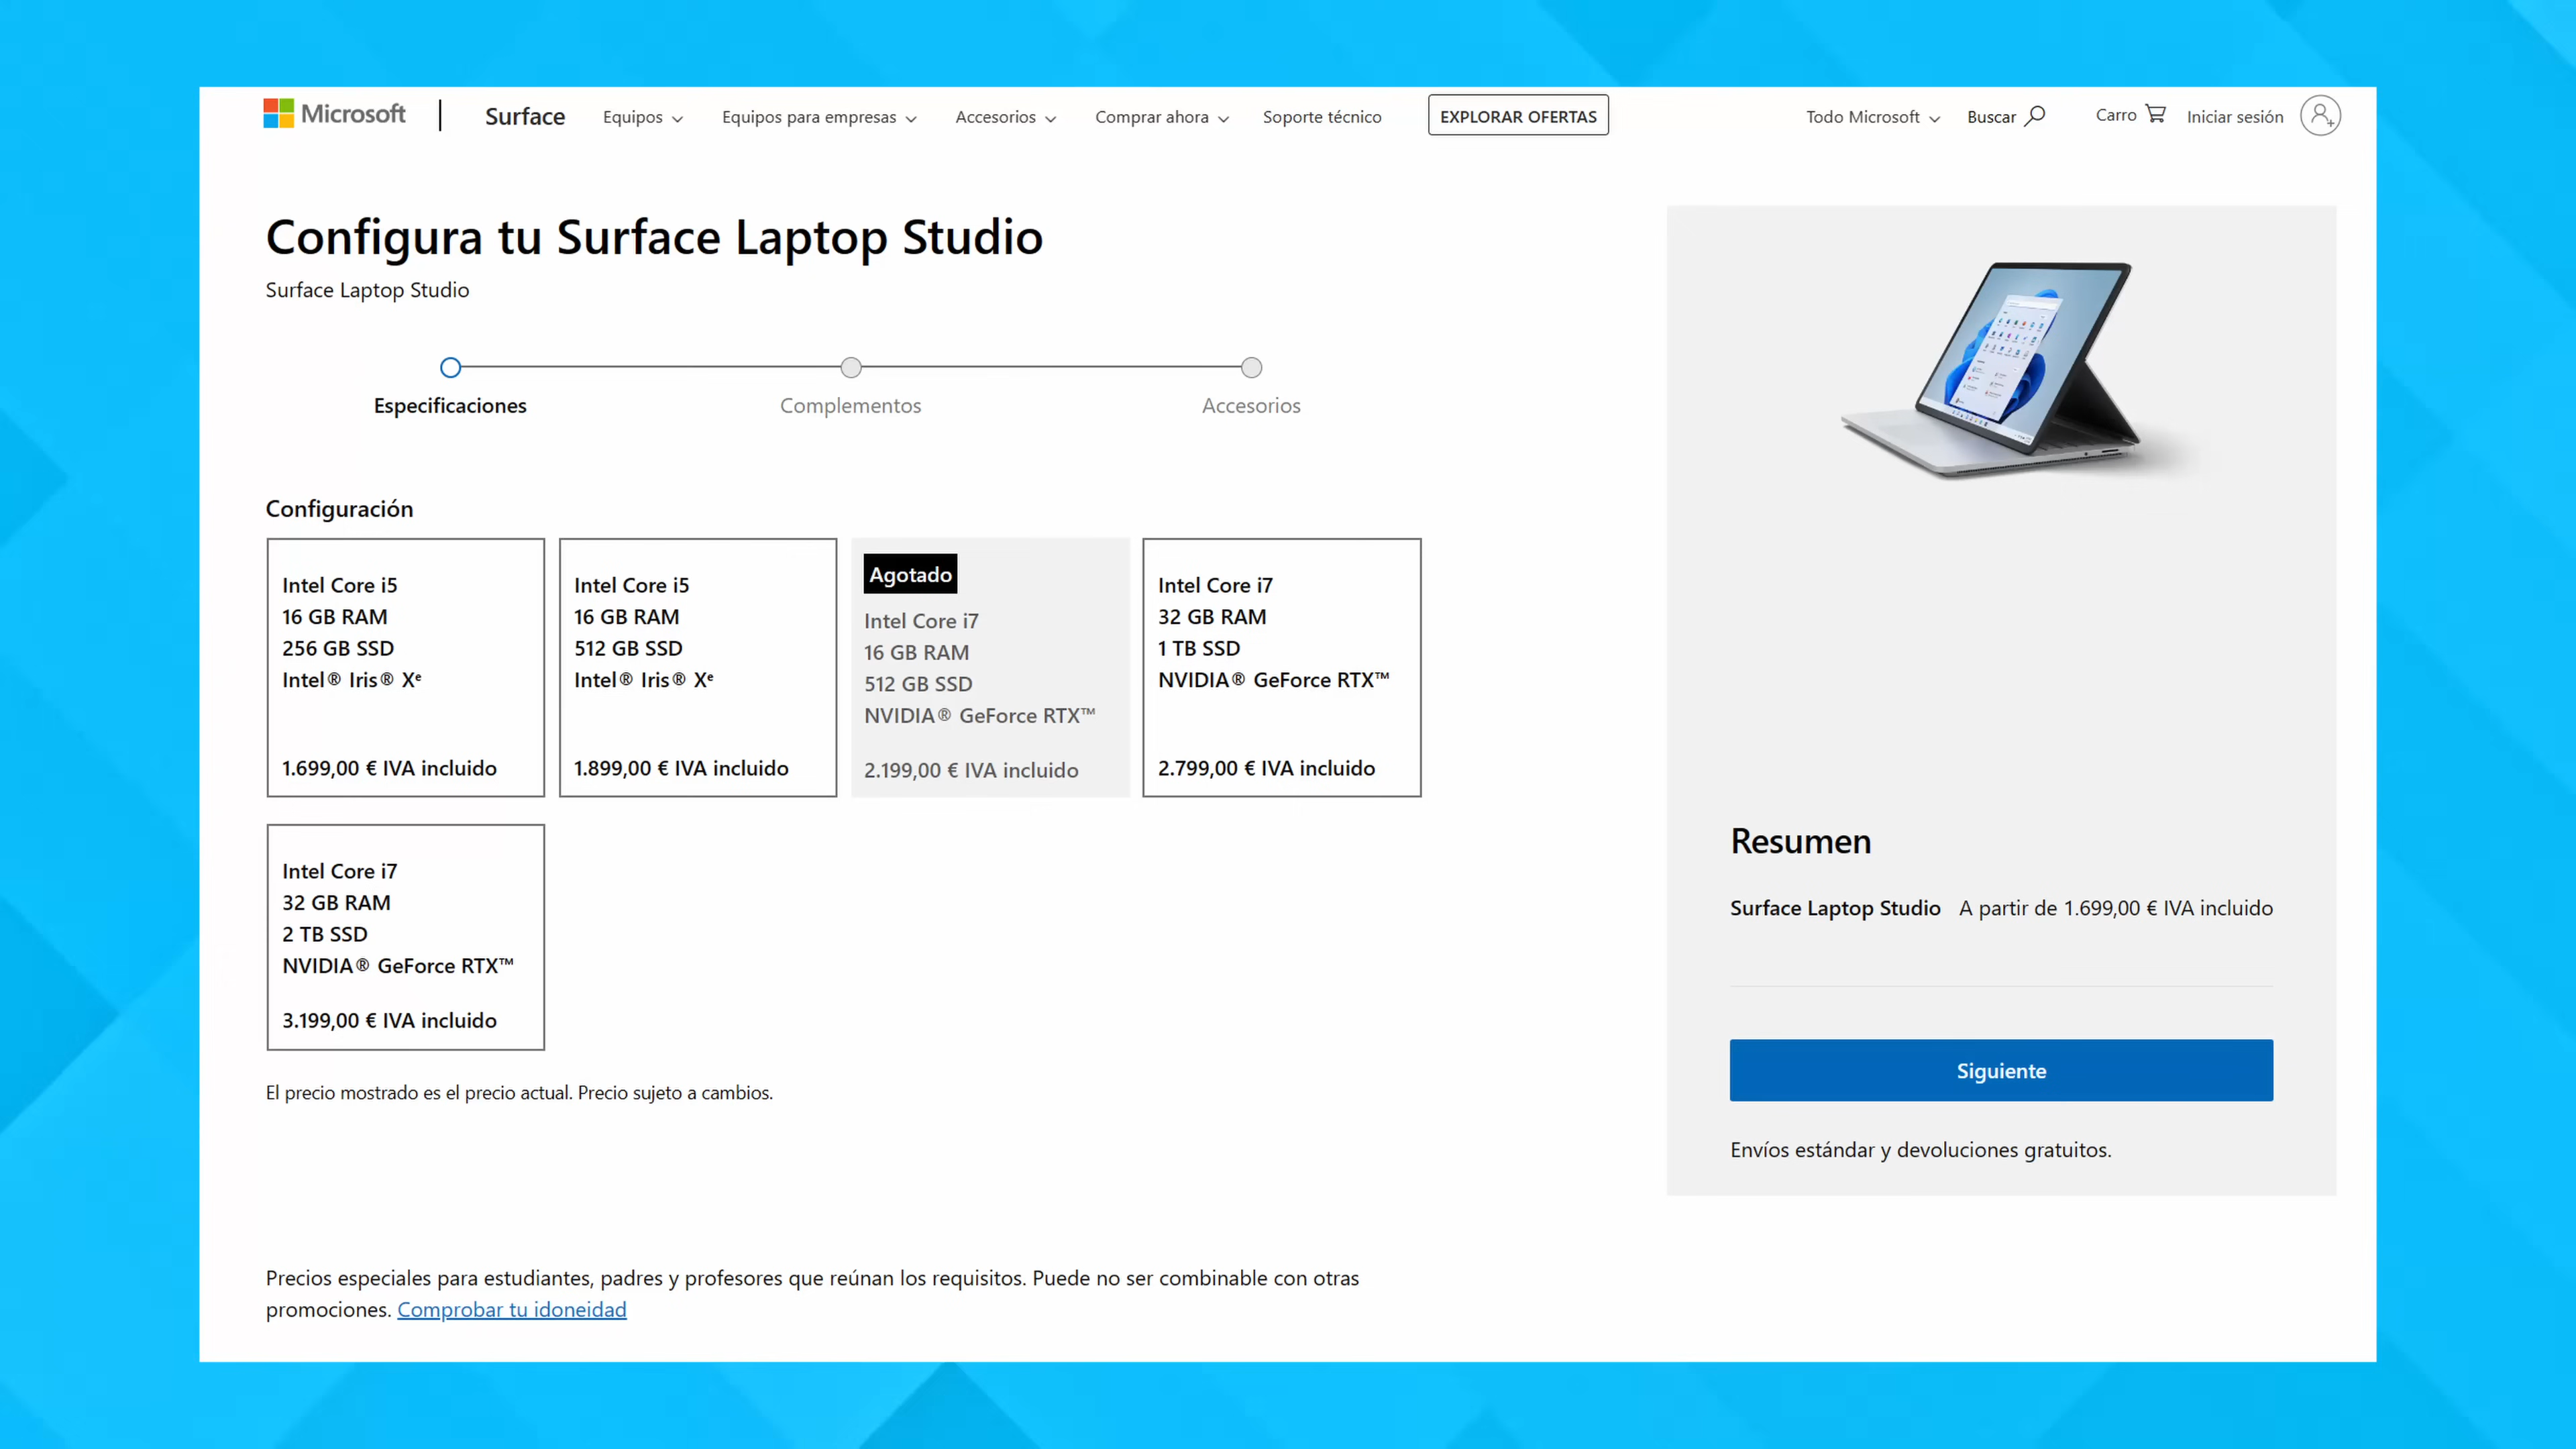 Microsoft
Surface
Equipos
Equipos para empresas
Accesorios
Comprar ahora
Soporte técnico
EXPLORAR OFERTAS
Todo Microsoft
Buscar
Carro
Iniciar sesión
Configura tu Surface Laptop Studio
Surface Laptop Studio
Especificaciones
Complementos
Accesorios
Configuración
Intel Core i5
16 GB RAM
256 GB SSD
Intel® Iris® Xᵉ
1.699,00 € IVA incluido
Intel Core i5
16 GB RAM
512 GB SSD
Intel® Iris® Xᵉ
1.899,00 € IVA incluido
Agotado
Intel Core i7
16 GB RAM
512 GB SSD
NVIDIA® GeForce RTX™
2.199,00 € IVA incluido
Intel Core i7
32 GB RAM
1 TB SSD
NVIDIA® GeForce RTX™
2.799,00 € IVA incluido
Intel Core i7
32 GB RAM
2 TB SSD
NVIDIA® GeForce RTX™
3.199,00 € IVA incluido
El precio mostrado es el precio actual. Precio sujeto a cambios.
Precios especiales para estudiantes, padres y profesores que reúnan los requisitos. Puede no ser combinable con otras
promociones. Comprobar tu idoneidad
Resumen
Surface Laptop Studio A partir de 1.699,00 € IVA incluido
Siguiente
Envíos estándar y devoluciones gratuitos.